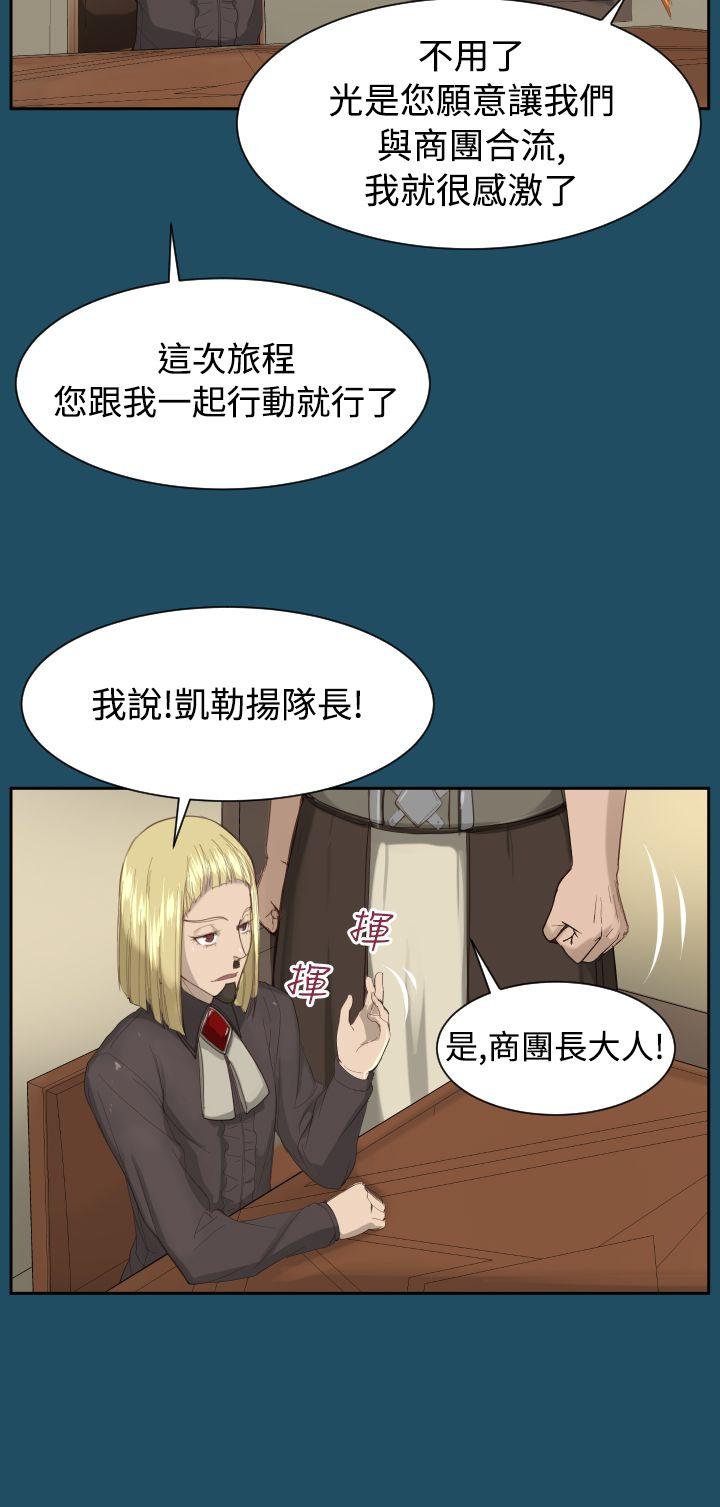 不用了
光是您願意讓我們
與商團合流,
我就很感激了
這次旅程
您跟我一起行動就行了
我說!凱勒揚隊長!
揮
揮
是,商團長大人!